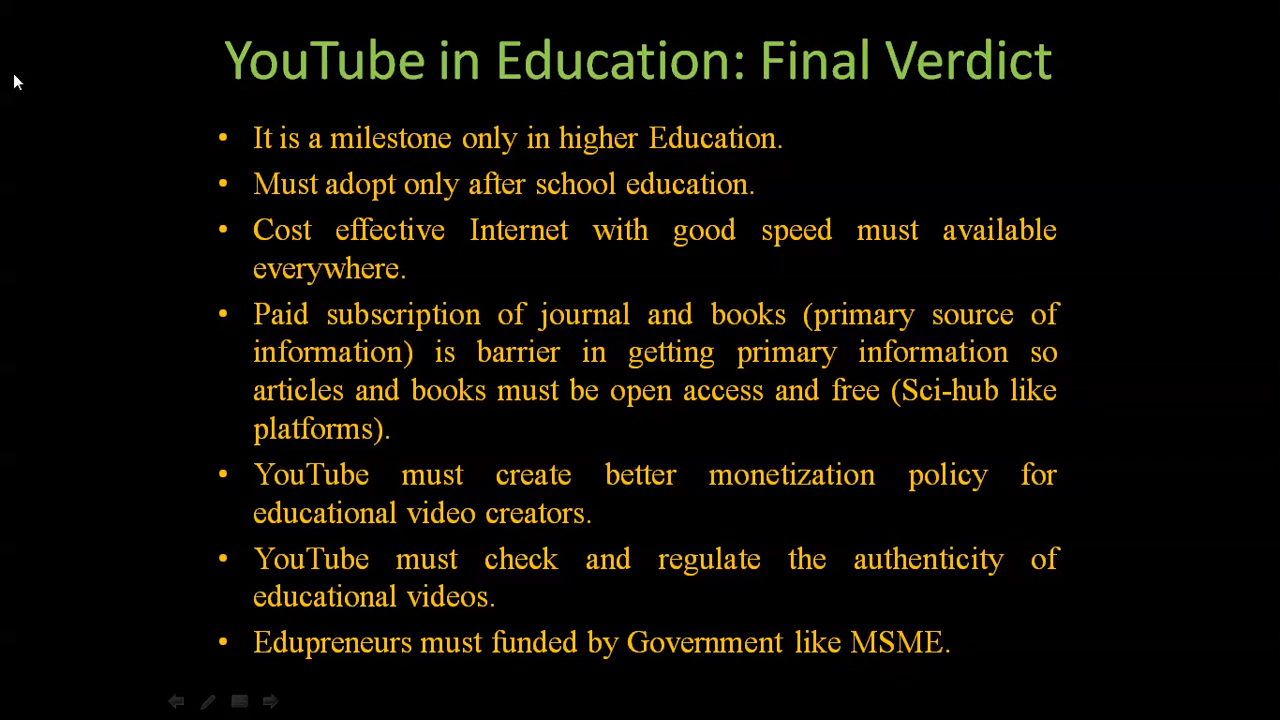 YouTube in Education: Final Verdict
• It is a milestone only in higher Education.
• Must adopt only after school education.
• Cost effective Internet with good speed must available
everywhere.
• Paid subscription of journal and books (primary source of
information) is barrier in getting primary information so
articles and books must be open access and free (Sci-hub like
platforms).
• YouTube must create better monetization policy for
educational video creators.
• YouTube must check and regulate the authenticity of
educational videos.
• Edupreneurs must funded by Government like MSME.